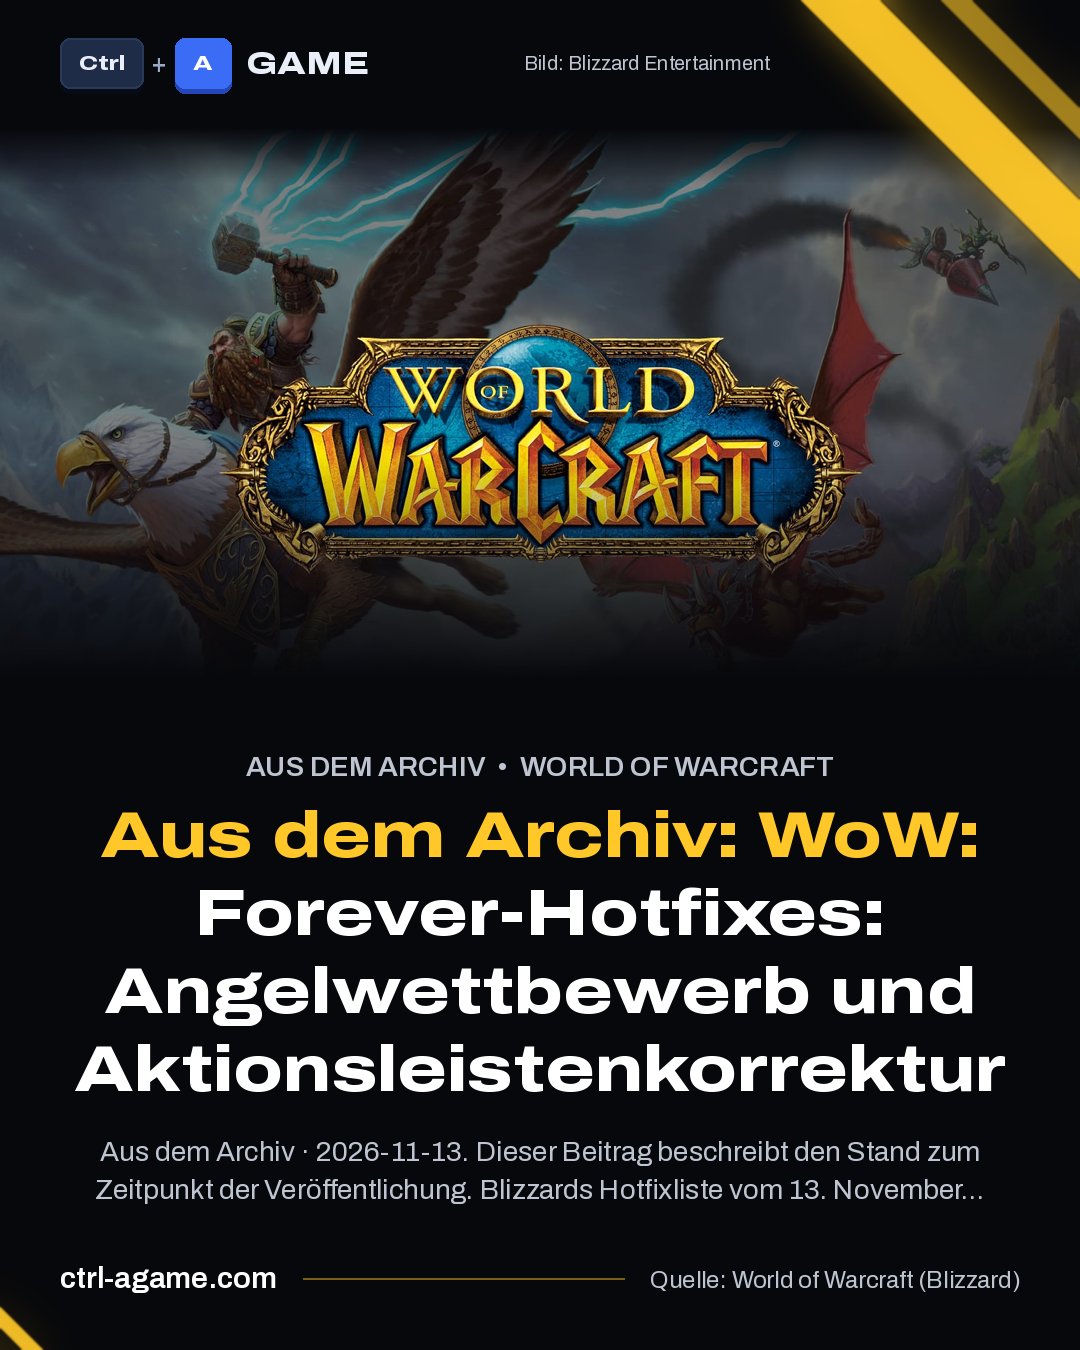 Ctrl + A GAME
Bild: Blizzard Entertainment
WORLD
OF
WARCRAFT
®
AUS DEM ARCHIV • WORLD OF WARCRAFT
Aus dem Archiv: WoW:
Forever-Hotfixes:
Angelwettbewerb und
Aktionsleistenkorrektur
Aus dem Archiv · 2026-11-13. Dieser Beitrag beschreibt den Stand zum
Zeitpunkt der Veröffentlichung. Blizzards Hotfixliste vom 13. November...
ctrl-agame.com
Quelle: World of Warcraft (Blizzard)